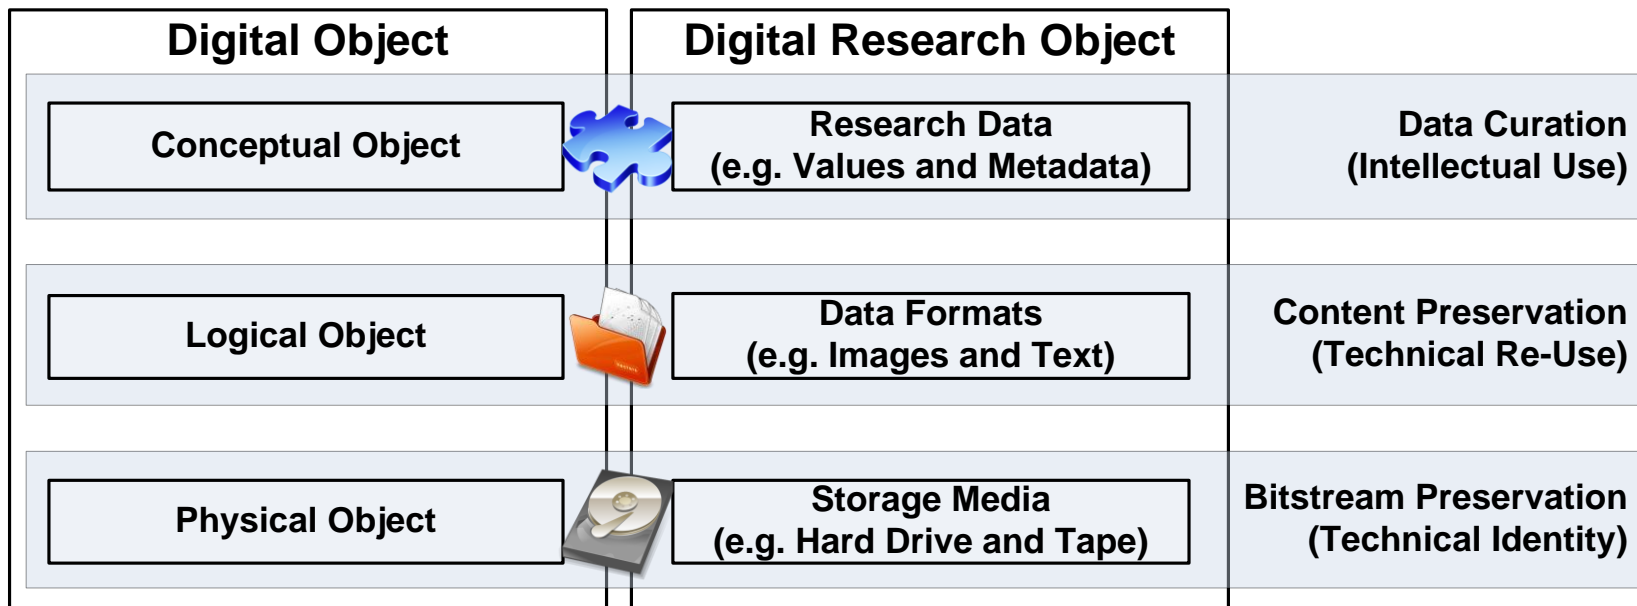 Digital Object
Digital Research Object
Conceptual Object
Research Data
(e.g. Values and Metadata)
Data Curation
(Intellectual Use)
Logical Object
Data Formats
(e.g. Images and Text)
Content Preservation
(Technical Re-Use)
Physical Object
Storage Media
(e.g. Hard Drive and Tape)
Bitstream Preservation
(Technical Identity)